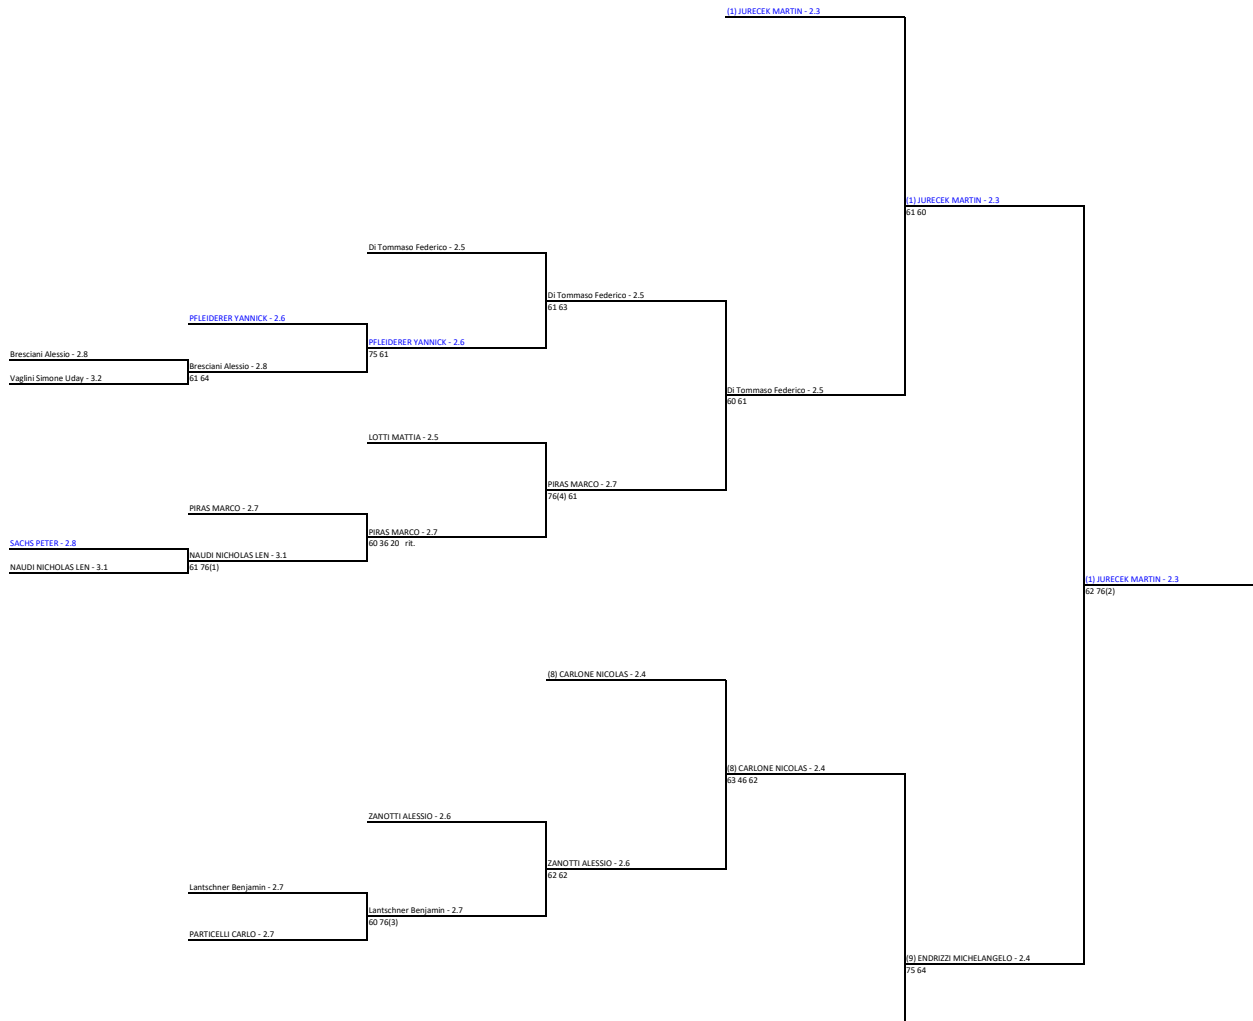 (1) JURECEK MARTIN - 2.3
(1) JURECEK MARTIN - 2.3
61 60
Di Tommaso Federico - 2.5
Di Tommaso Federico - 2.5
61 63
PFLEIDERER YANNICK - 2.6
PFLEIDERER YANNICK - 2.6
75 61
Bresciani Alessio - 2.8
Bresciani Alessio - 2.8
61 64
Vaglini Simone Uday - 3.2
Di Tommaso Federico - 2.5
60 61
LOTTI MATTIA - 2.5
PIRAS MARCO - 2.7
76(4) 61
PIRAS MARCO - 2.7
PIRAS MARCO - 2.7
60 36 20 rit.
SACHS PETER - 2.8
NAUDI NICHOLAS LEN - 3.1
61 76(1)
NAUDI NICHOLAS LEN - 3.1
(1) JURECEK MARTIN - 2.3
62 76(2)
(8) CARLONE NICOLAS - 2.4
(8) CARLONE NICOLAS - 2.4
63 46 62
ZANOTTI ALESSIO - 2.6
ZANOTTI ALESSIO - 2.6
62 62
Lantschner Benjamin - 2.7
Lantschner Benjamin - 2.7
60 76(3)
PARTICELLI CARLO - 2.7
(9) ENDRIZZI MICHELANGELO - 2.4
75 64